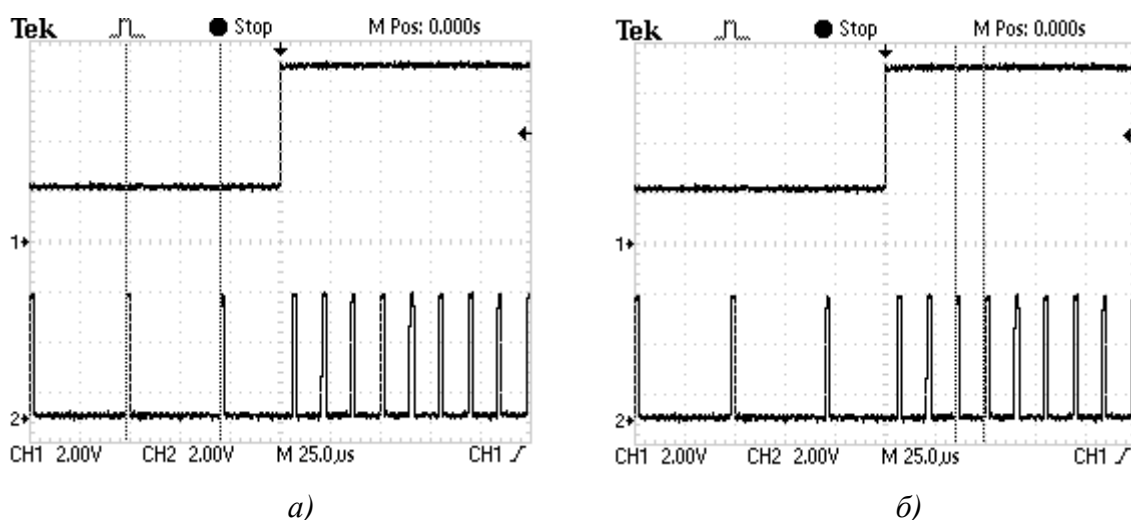 Tek Stop M Pos: 0.000s
1
2
CH1 2.00V CH2 2.00V M 25.0µs CH1
а)
Tek Stop M Pos: 0.000s
1
2
CH1 2.00V CH2 2.00V M 25.0µs CH1
б)